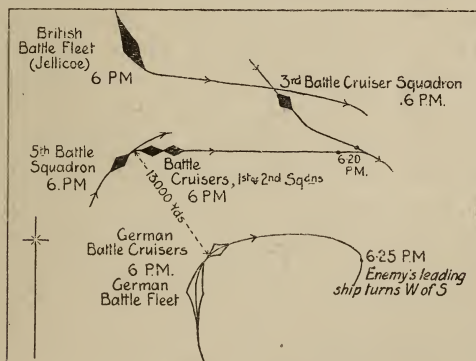 British
Battle Fleet
(Jellicoe)
6 PM
3rd Battle Cruiser Squadron
.6 P.M.
5th Battle
Squadron
6. P.M
Battle
Cruisers, 1st & 2nd Sqdns
6 PM
6·20
PM.
13000 Yds
German
Battle Cruisers
6 P.M.
German
Battle Fleet
6·25 P.M
Enemy's leading
ship turns W of S